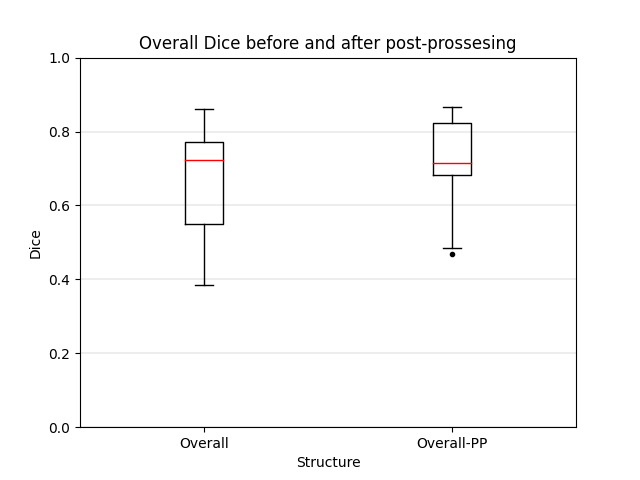 Overall Dice before and after post-prossesing
1.0
0.8
0.6
0.4
0.2
0.0
Dice
Overall
Overall-PP
Structure